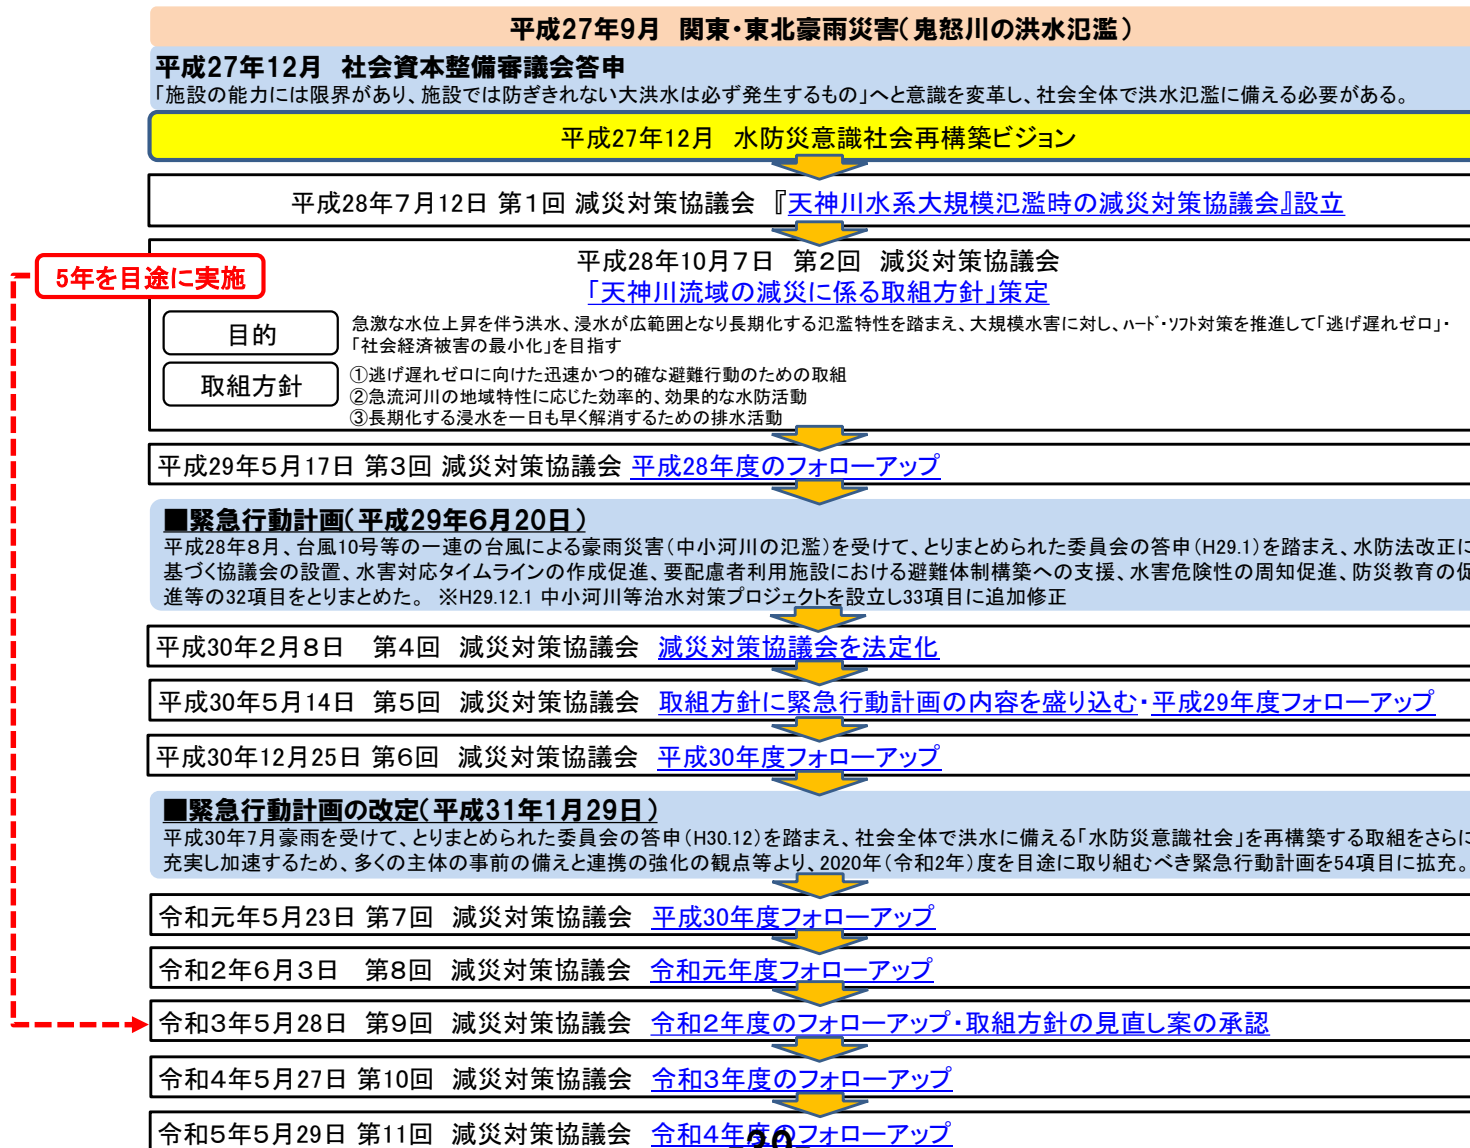 平成27年9月　関東・東北豪雨災害（鬼怒川の洪水氾濫）
平成27年12月　社会資本整備審議会答申
「施設の能力には限界があり、施設では防ぎきれない大洪水は必ず発生するもの」へと意識を変革し、社会全体で洪水氾濫に備える必要がある。
平成27年12月　水防災意識社会再構築ビジョン
平成28年7月12日 第1回 減災対策協議会 『天神川水系大規模氾濫時の減災対策協議会』設立
5年を目途に実施
平成28年10月7日　第2回　減災対策協議会
「天神川流域の減災に係る取組方針」策定
目的
急激な水位上昇を伴う洪水、浸水が広範囲となり長期化する氾濫特性を踏まえ、大規模水害に対し、ﾊｰﾄﾞ・ソフト対策を推進して「逃げ遅れゼロ」・
「社会経済被害の最小化」を目指す
取組方針
①逃げ遅れゼロに向けた迅速かつ的確な避難行動のための取組
②急流河川の地域特性に応じた効率的、効果的な水防活動
③長期化する浸水を一日も早く解消するための排水活動
平成29年5月17日 第3回 減災対策協議会 平成28年度のフォローアップ
■緊急行動計画（平成29年6月20日）
平成28年8月、台風10号等の一連の台風による豪雨災害（中小河川の氾濫）を受けて、とりまとめられた委員会の答申（H29.1）を踏まえ、水防法改正に
基づく協議会の設置、水害対応タイムラインの作成促進、要配慮者利用施設における避難体制構築への支援、水害危険性の周知促進、防災教育の促
進等の32項目をとりまとめた。 ※H29.12.1 中小河川等治水対策プロジェクトを設立し33項目に追加修正
平成30年2月8日　第4回　減災対策協議会　減災対策協議会を法定化
平成30年5月14日　第5回　減災対策協議会　取組方針に緊急行動計画の内容を盛り込む・平成29年度フォローアップ
平成30年12月25日 第6回　減災対策協議会　平成30年度フォローアップ
■緊急行動計画の改定（平成31年1月29日）
平成30年7月豪雨を受けて、とりまとめられた委員会の答申（H30.12）を踏まえ、社会全体で洪水に備える「水防災意識社会」を再構築する取組をさらに
充実し加速するため、多くの主体の事前の備えと連携の強化の観点等より、2020年（令和2年）度を目途に取り組むべき緊急行動計画を54項目に拡充。
令和元年5月23日 第7回　減災対策協議会　平成30年度フォローアップ
令和2年6月3日　第8回　減災対策協議会　令和元年度フォローアップ
令和3年5月28日　第9回　減災対策協議会　令和2年度のフォローアップ・取組方針の見直し案の承認
令和4年5月27日 第10回　減災対策協議会　令和3年度のフォローアップ
令和5年5月29日 第11回　減災対策協議会　令和4年度のフォローアップ